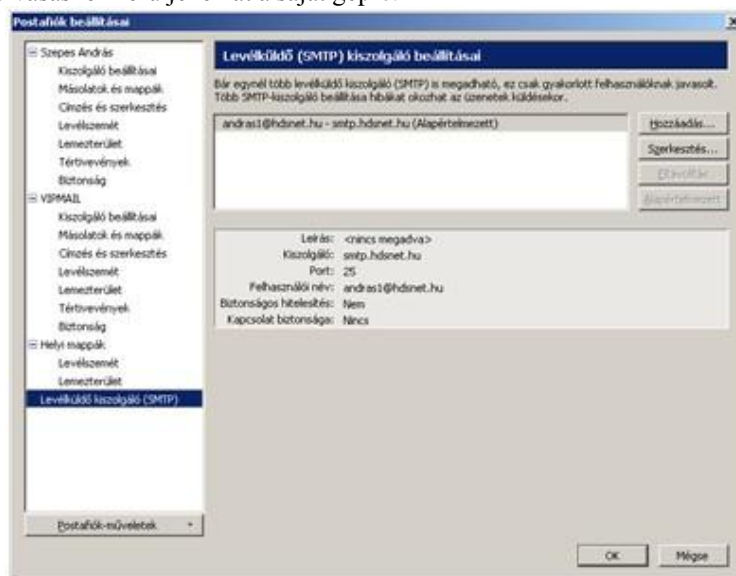 Postafiók beállításai
Szepes András
Kiszolgáló beállításai
Másolatok és mappák
Címzés és szerkesztés
Levélszemét
Lemezterület
Tértivevények
Biztonság
VIPMAIL
Kiszolgáló beállításai
Másolatok és mappák
Címzés és szerkesztés
Levélszemét
Lemezterület
Tértivevények
Biztonság
Helyi mappák
Levélszemét
Lemezterület
Levélküldő kiszolgáló (SMTP)
Postafiók-műveletek
Levélküldő (SMTP) kiszolgáló beállításai
Bár egynél több levélküldő kiszolgáló (SMTP) is megadható, ez csak gyakorlott felhasználóknak javasolt.
Több SMTP-kiszolgáló beállítása hibákat okozhat az üzenetek küldésekor.
andras1@hdsnet.hu - smtp.hdsnet.hu (Alapértelmezett)
Hozzáadás...
Szerkesztés...
Eltávolítás
Alapértelmezett
Leírás: <nincs megadva>
Kiszolgáló: smtp.hdsnet.hu
Port: 25
Felhasználói név: andras1@hdsnet.hu
Biztonságos hitelesítés: Nem
Kapcsolat biztonsága: Nincs
OK
Mégse